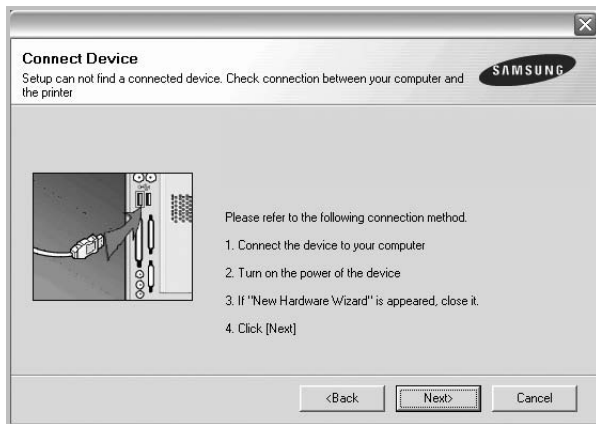 Connect Device
Setup can not find a connected device. Check connection between your computer and
the printer
SAMSUNG
Please refer to the following connection method.
1. Connect the device to your computer
2. Turn on the power of the device
3. If "New Hardware Wizard" is appeared, close it.
4. Click [Next]
<Back
Next>
Cancel